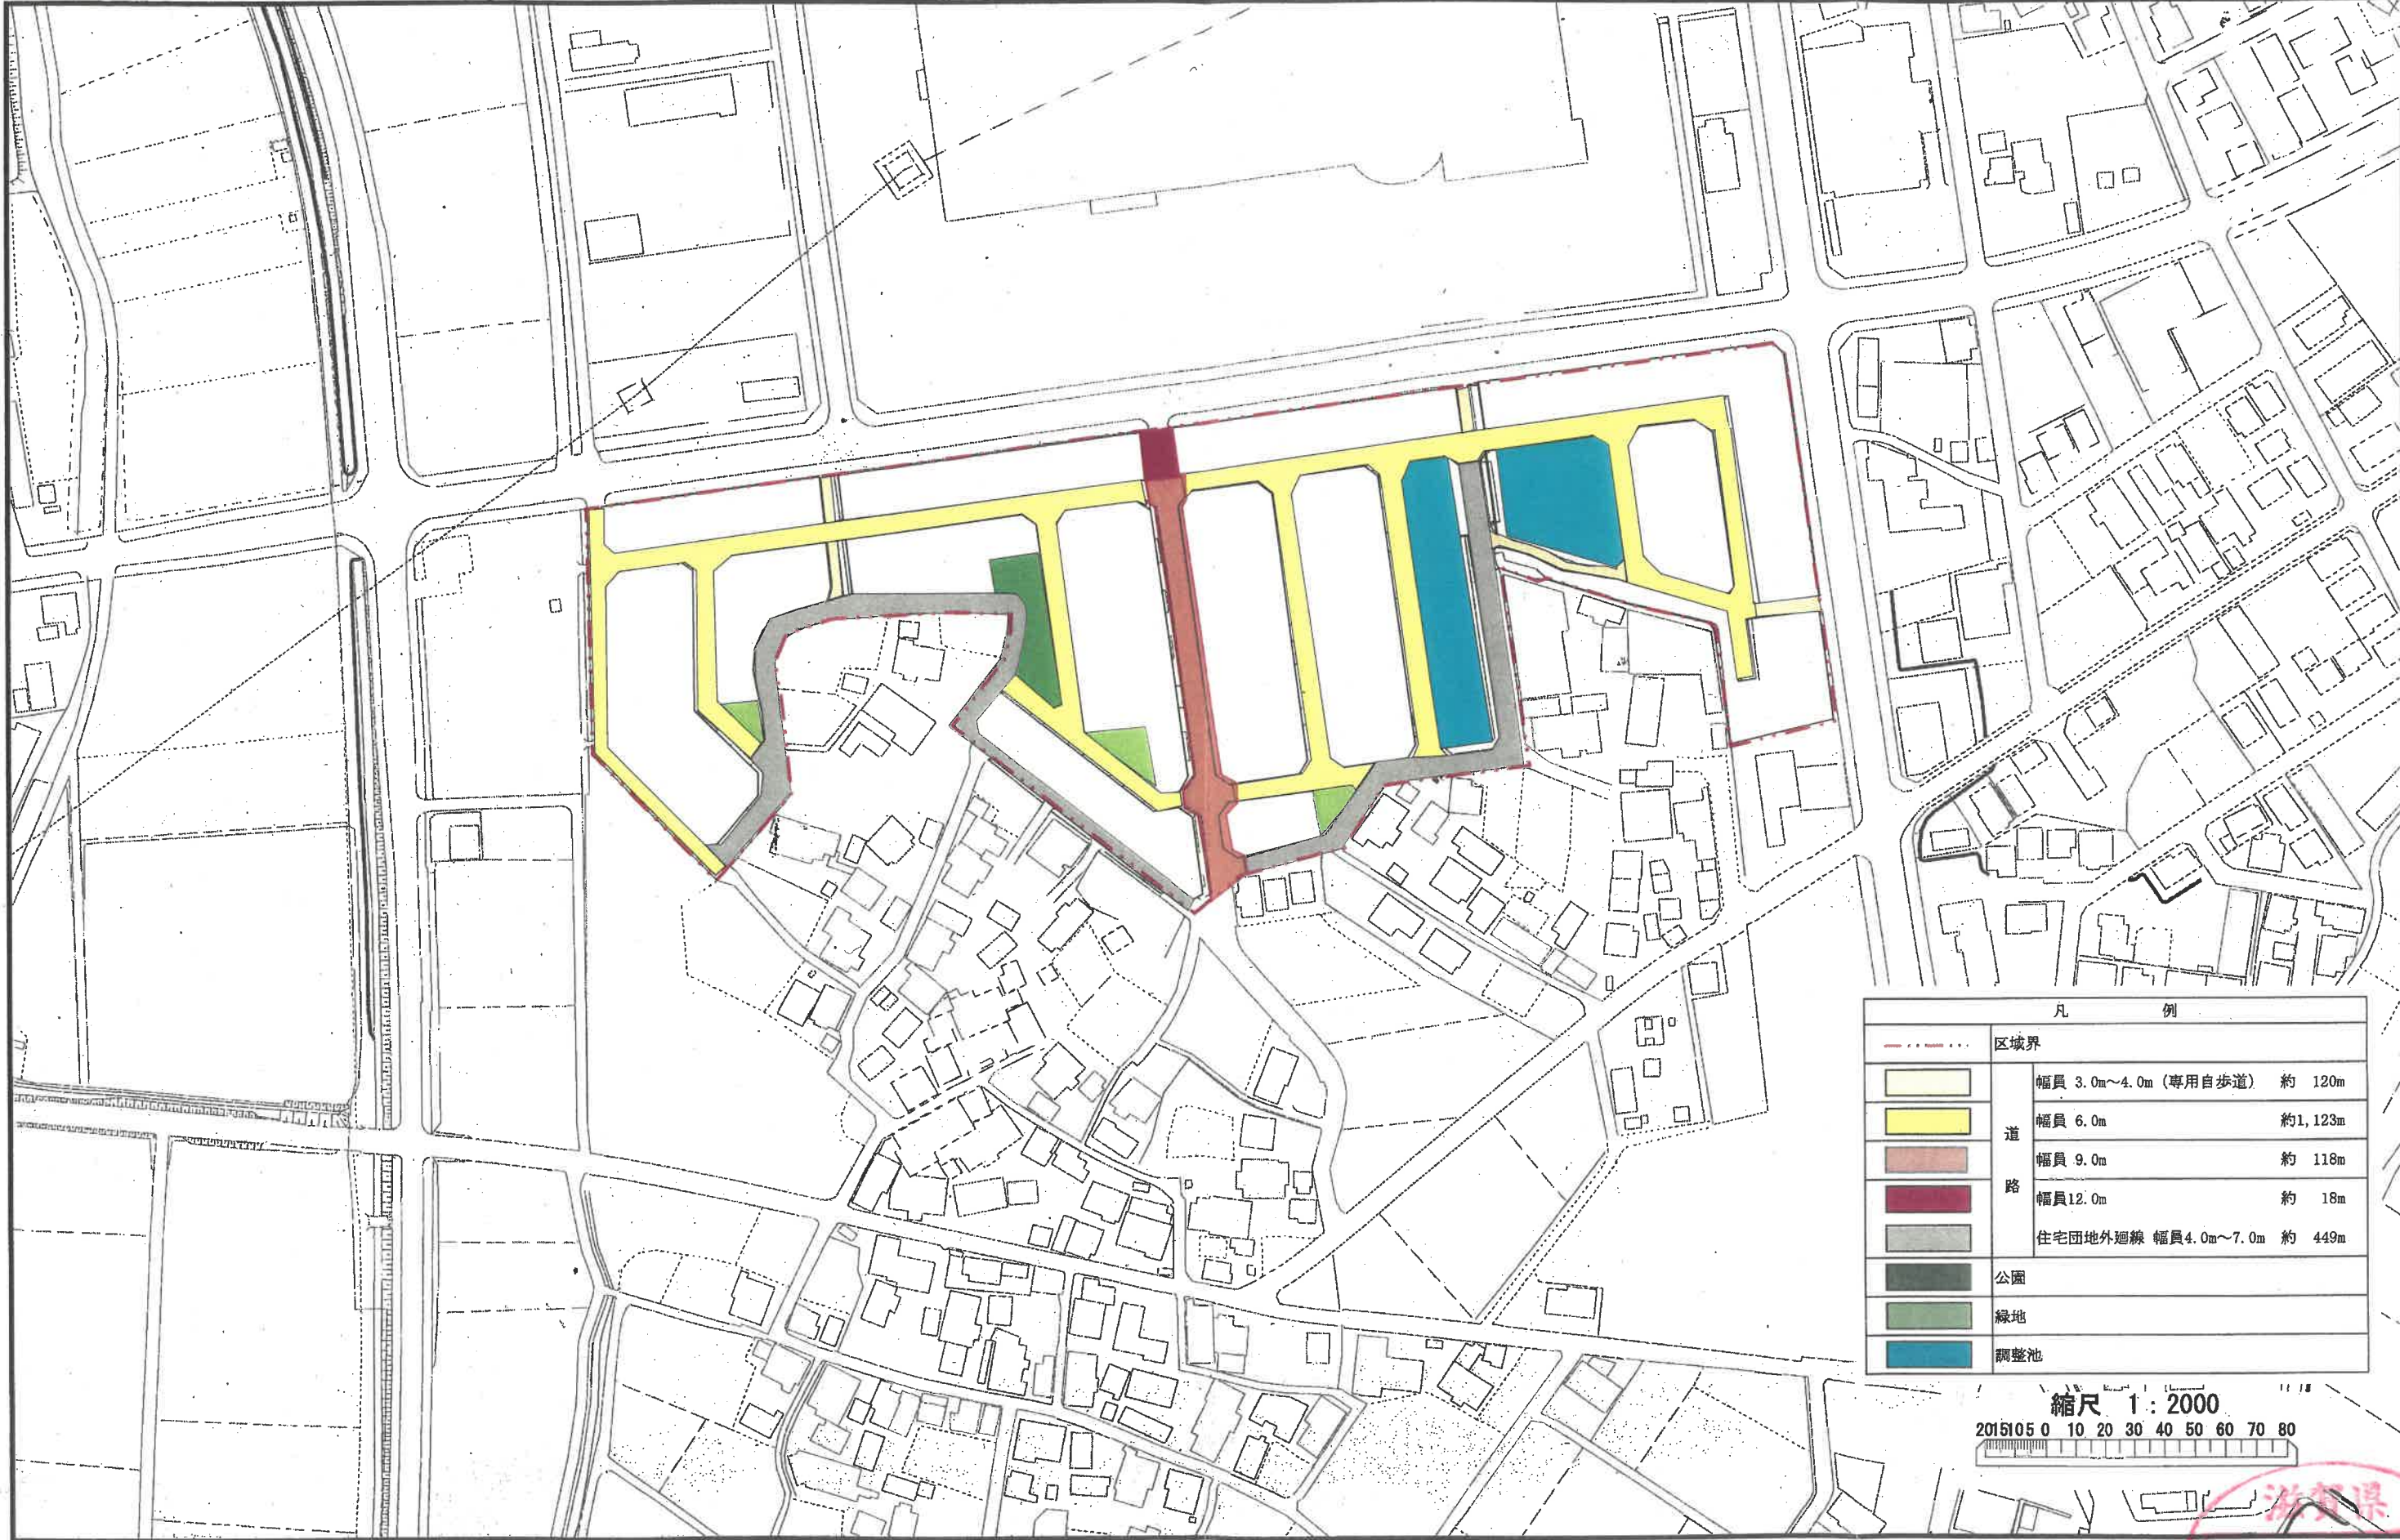 凡 例
区域界
道路
幅員 3.0m～4.0m (専用自歩道) 約 120m
幅員 6.0m 約1,123m
幅員 9.0m 約 118m
幅員12.0m 約 18m
住宅団地外廻線 幅員4.0m～7.0m 約 449m
公園
緑地
調整池
縮尺 1：2000
20 15 10 5 0 10 20 30 40 50 60 70 80
滋賀県